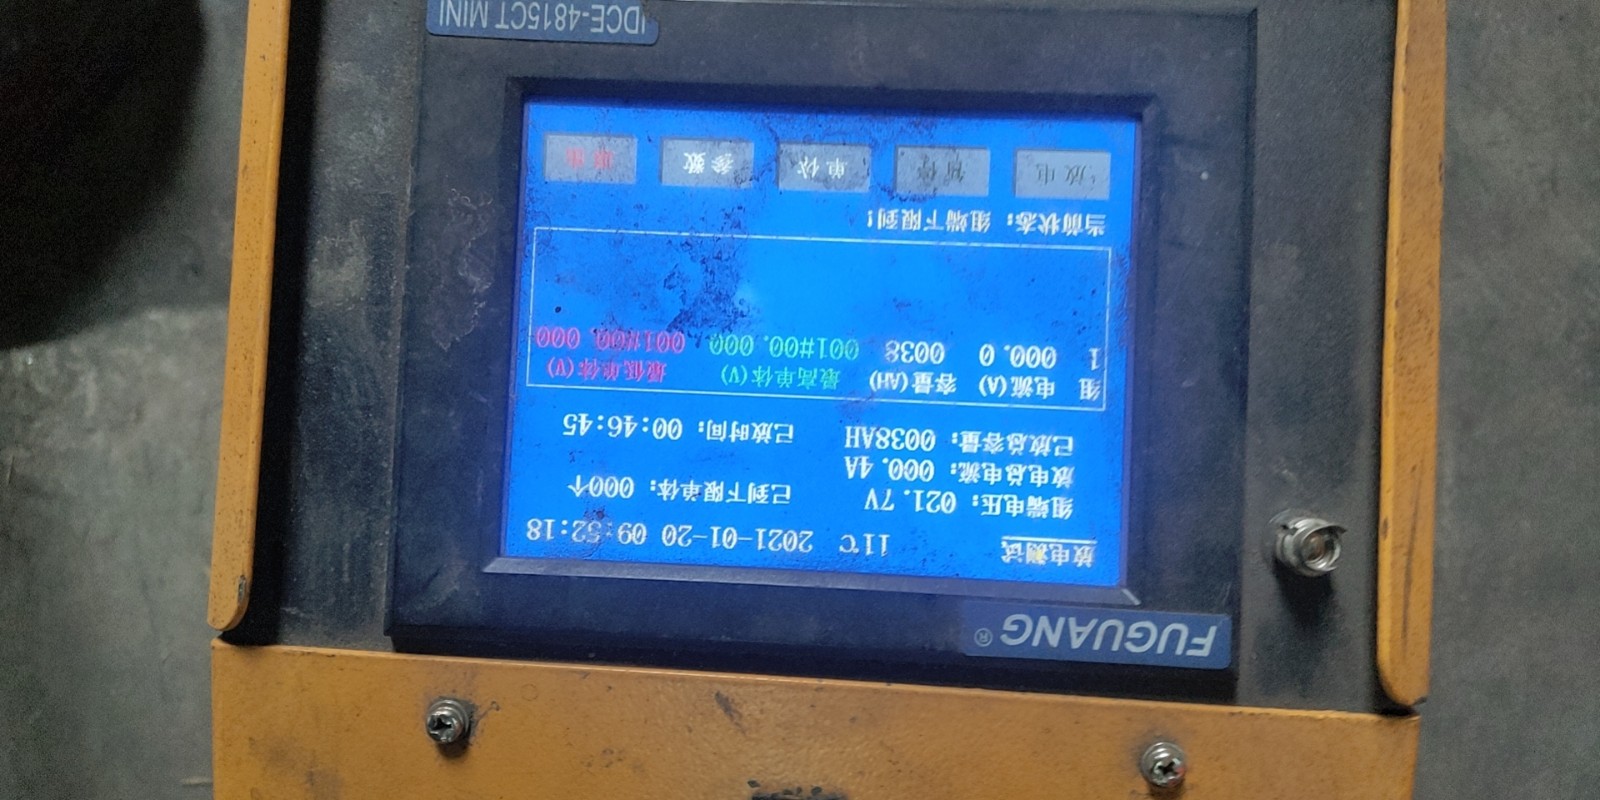 FUGUANG®
放电测试 11℃ 2021-01-20 09:52:18
组端电压：021.7V 已到下限单体：000个
放电总电流：000.4A
已放总容量：0038AH 已放时间：00:46:45
组 电流(A) 容量(AH) 最高单体(V) 最低单体(V)
1 000.0 0038 001#00.000 001#00.000
当前状态：组端下限到！
放电 暂停 单体 参数
IDCE-4815CT MINI